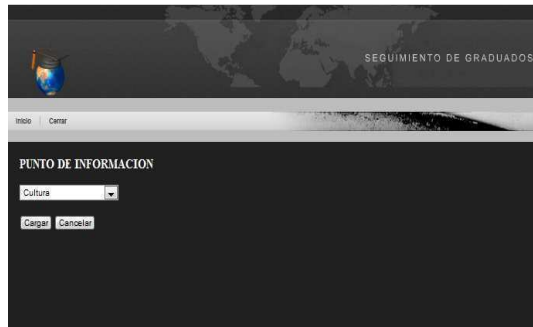 SEGUIMIENTO DE GRADUADOS
Inicio | Cerrar
PUNTO DE INFORMACION
Cultura
Cargar Cancelar